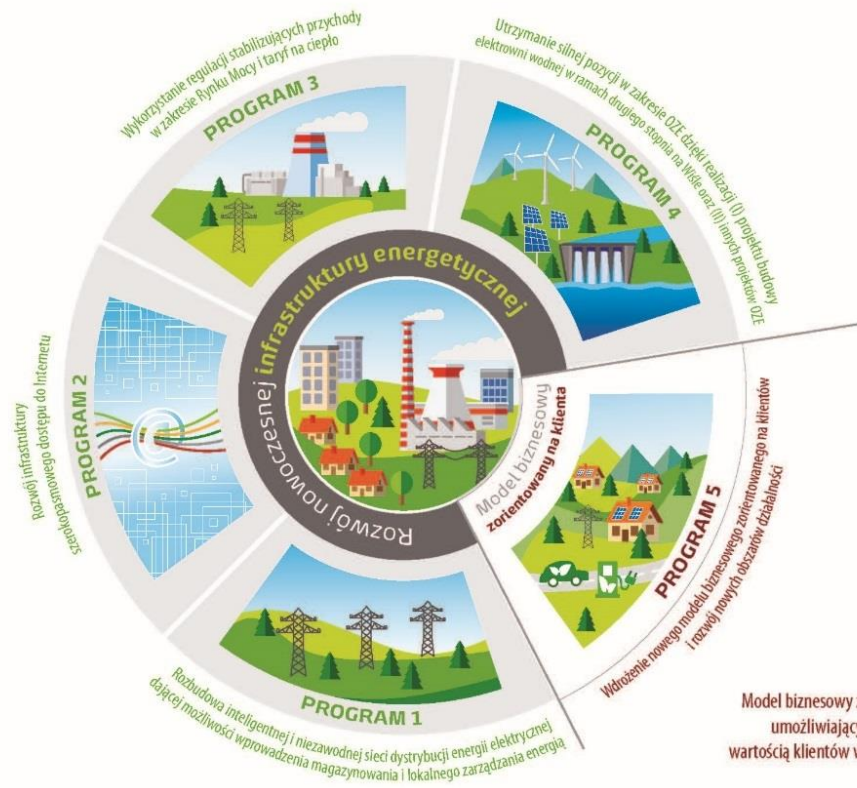 Rozwój nowoczesnej infrastruktury energetycznej
Model biznesowy
zorientowany na klienta
PROGRAM 1
Rozbudowa inteligentnej i niezawodnej sieci dystrybucji energii elektrycznej
dającej możliwości wprowadzenia magazynowania i lokalnego zarządzania energią
PROGRAM 2
Rozwój infrastruktury
szerokopasmowego dostępu do Internetu
PROGRAM 3
Wykorzystanie regulacji stabilizujących przychody
w zakresie Rynku Mocy i taryf na ciepło
PROGRAM 4
Utrzymanie silnej pozycji w zakresie OZE dzięki realizacji (I) projektu budowy
elektrowni wodnej w ramach drugiego stopnia na Wiśle oraz (II) innych projektów OZE
PROGRAM 5
Wdrożenie nowego modelu biznesowego zorientowanego na klientów
i rozwój nowych obszarów działalności
Model biznesowy
umożliwiający
wartością klientów